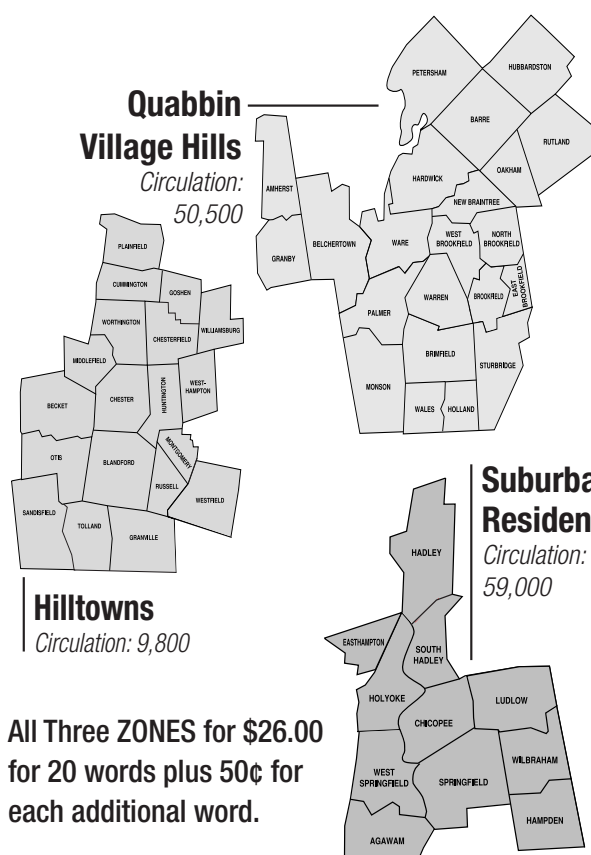 Quabbin
Village Hills
Circulation:
50,500
PETERSHAM
HUBBARDSTON
BARRE
RUTLAND
HARDWICK
OAKHAM
NEW BRAINTREE
AMHERST
GRANBY
BELCHERTOWN
WARE
WEST
BROOKFIELD
NORTH
BROOKFIELD
EAST
BROOKFIELD
BROOKFIELD
WARREN
PALMER
BRIMFIELD
STURBRIDGE
MONSON
WALES
HOLLAND
PLAINFIELD
CUMMINGTON
GOSHEN
WORTHINGTON
CHESTERFIELD
WILLIAMSBURG
MIDDLEFIELD
WEST-
HAMPTON
HUNTINGTON
CHESTER
BECKET
MONTGOMERY
OTIS
BLANDFORD
RUSSELL
WESTFIELD
SANDISFIELD
TOLLAND
GRANVILLE
Hilltowns
Circulation: 9,800
Suburba
Residen
Circulation:
59,000
HADLEY
EASTHAMPTON
SOUTH
HADLEY
HOLYOKE
CHICOPEE
LUDLOW
WEST
SPRINGFIELD
SPRINGFIELD
WILBRAHAM
HAMPDEN
AGAWAM
All Three ZONES for $26.00
for 20 words plus 50¢ for
each additional word.